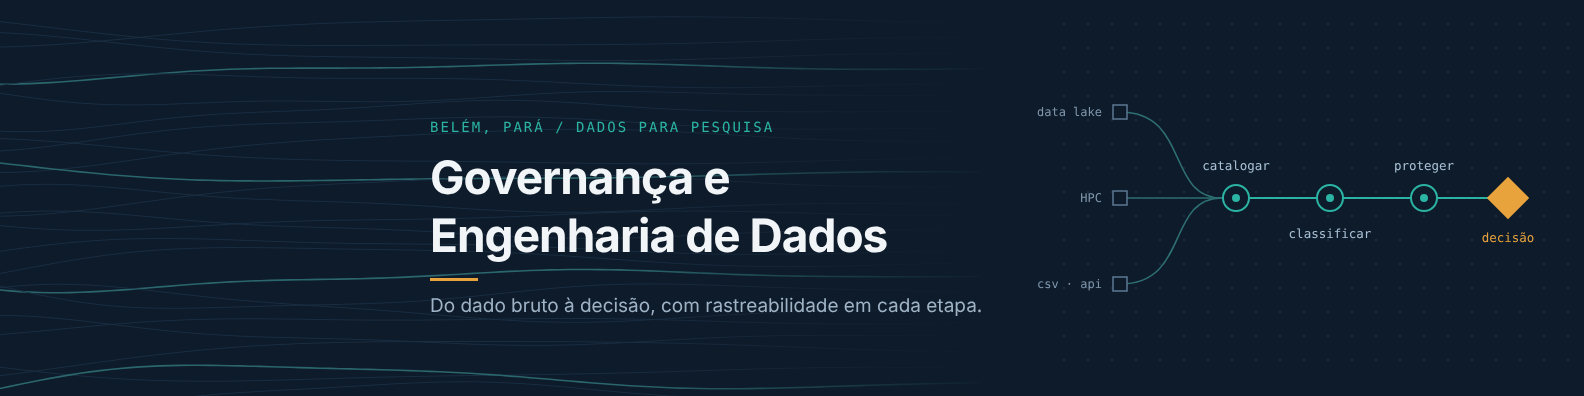 BELÉM, PARÁ / DADOS PARA PESQUISA
Governança e
Engenharia de Dados
Do dado bruto à decisão, com rastreabilidade em cada etapa.
data lake
HPC
csv · api
catalogar
classificar
proteger
decisão